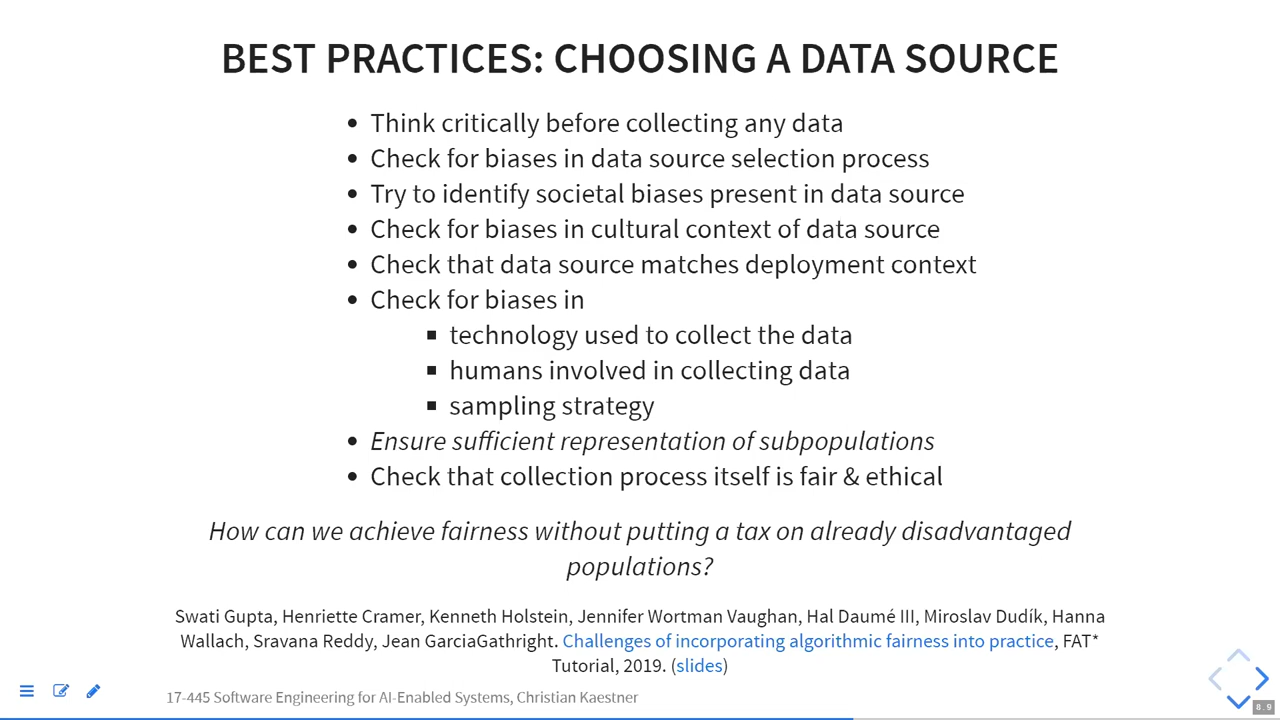 BEST PRACTICES: CHOOSING A DATA SOURCE
• Think critically before collecting any data
• Check for biases in data source selection process
• Try to identify societal biases present in data source
• Check for biases in cultural context of data source
• Check that data source matches deployment context
• Check for biases in
▪ technology used to collect the data
▪ humans involved in collecting data
▪ sampling strategy
• Ensure sufficient representation of subpopulations
• Check that collection process itself is fair & ethical
How can we achieve fairness without putting a tax on already disadvantaged
populations?
Swati Gupta, Henriette Cramer, Kenneth Holstein, Jennifer Wortman Vaughan, Hal Daumé III, Miroslav Dudík, Hanna
Wallach, Sravana Reddy, Jean GarciaGathright. Challenges of incorporating algorithmic fairness into practice, FAT*
Tutorial, 2019. (slides)
17-445 Software Engineering for AI-Enabled Systems, Christian Kaestner
8.9